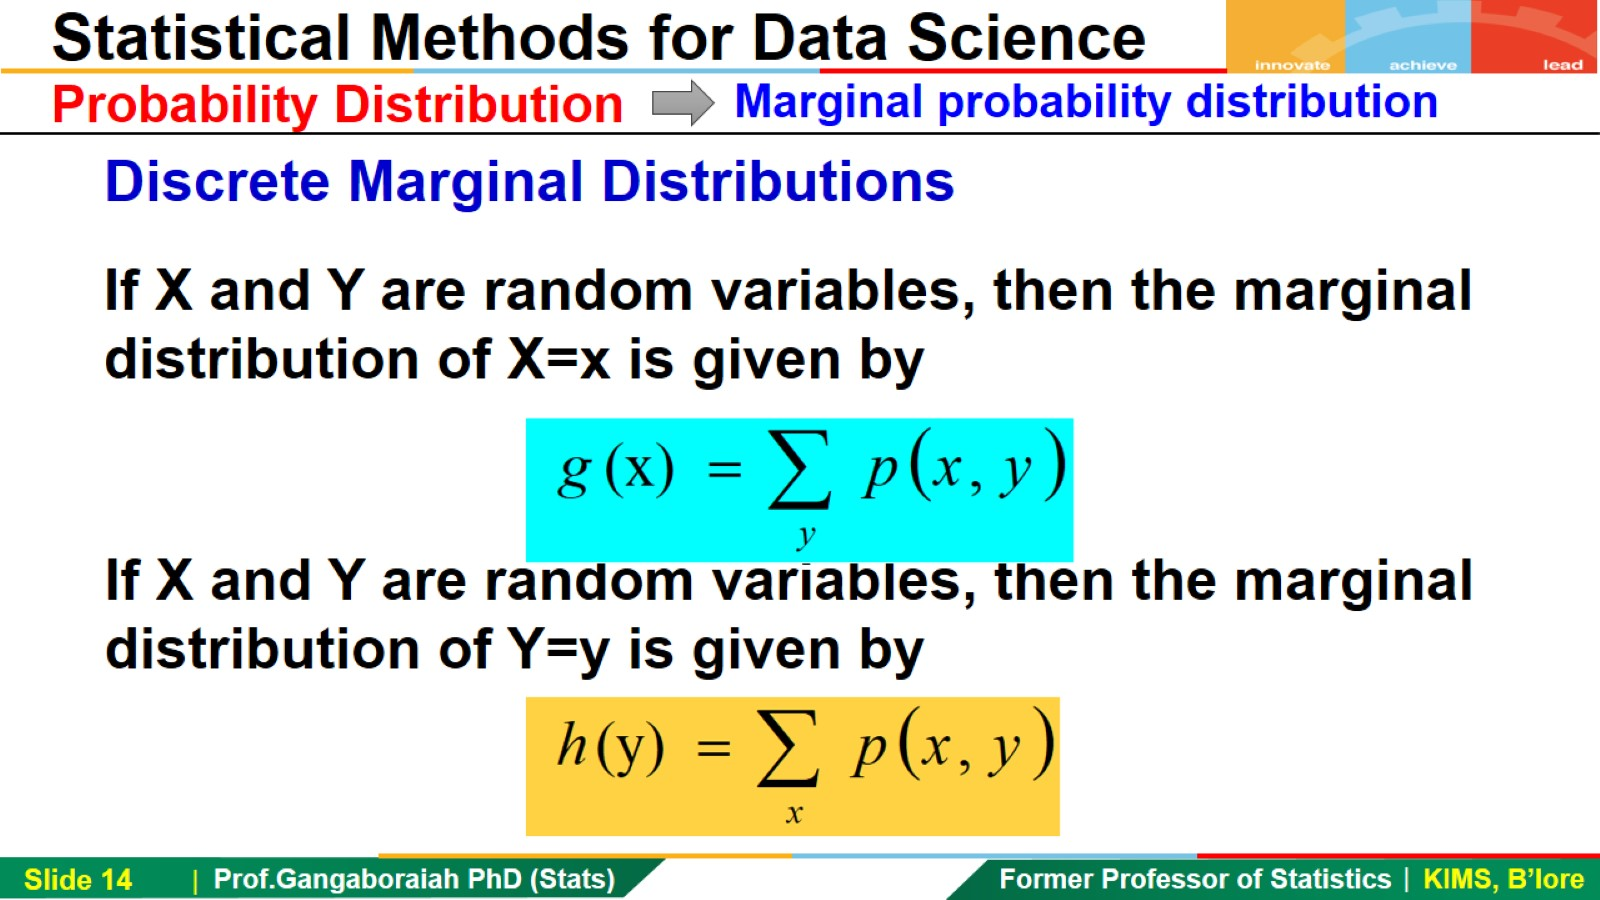 Statistical Methods for Data Science
innovate achieve lead
Probability Distribution Marginal probability distribution
Discrete Marginal Distributions
If X and Y are random variables, then the marginal
distribution of X=x is given by
g (x) = ∑ p(x, y)
y
If X and Y are random variables, then the marginal
distribution of Y=y is given by
h(y) = ∑ p(x, y)
x
Slide 14 | Prof.Gangaboraiah PhD (Stats) Former Professor of Statistics | KIMS, B’lore